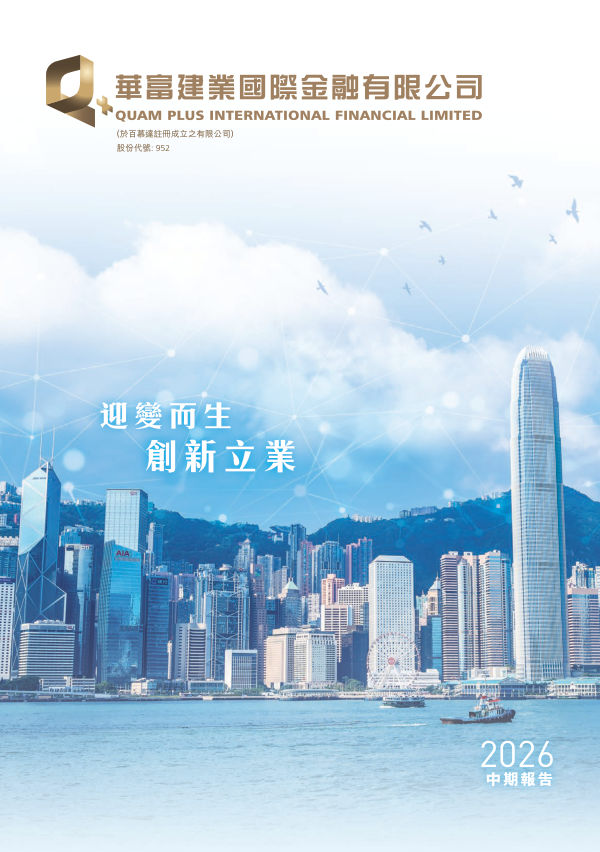 華富建業國際金融有限公司
QUAM PLUS INTERNATIONAL FINANCIAL LIMITED
(於百慕達註冊成立之有限公司)
股份代號: 952
迎變而生
創新立業
AIA
2026
中期報告